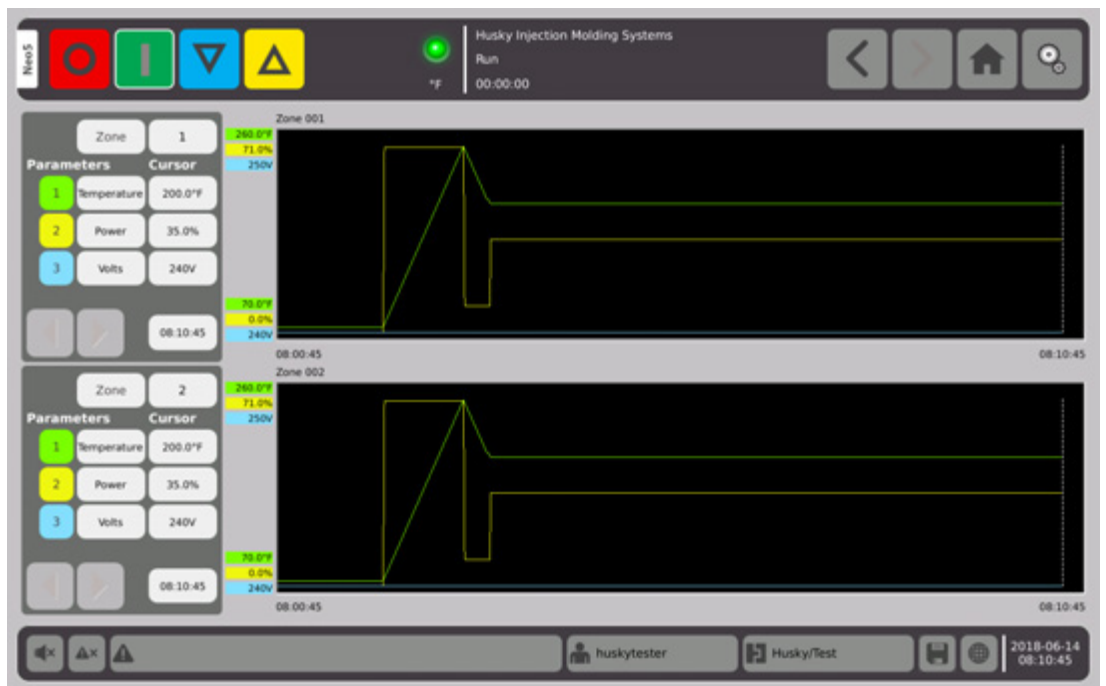 Neo5
°F
Husky Injection Molding Systems
Run
00:00:00
Zone 1
Parameters Cursor
1 Temperature 200.0°F
2 Power 35.0%
3 Volts 240V
08:10:45
Zone 001
260.0°F
71.0%
250V
70.0°F
0.0%
240V
08:00:45 08:10:45
Zone 2
Parameters Cursor
1 Temperature 200.0°F
2 Power 35.0%
3 Volts 240V
08:10:45
Zone 002
260.0°F
71.0%
250V
70.0°F
0.0%
240V
08:00:45 08:10:45
huskytester
Husky/Test
2018-06-14
08:10:45